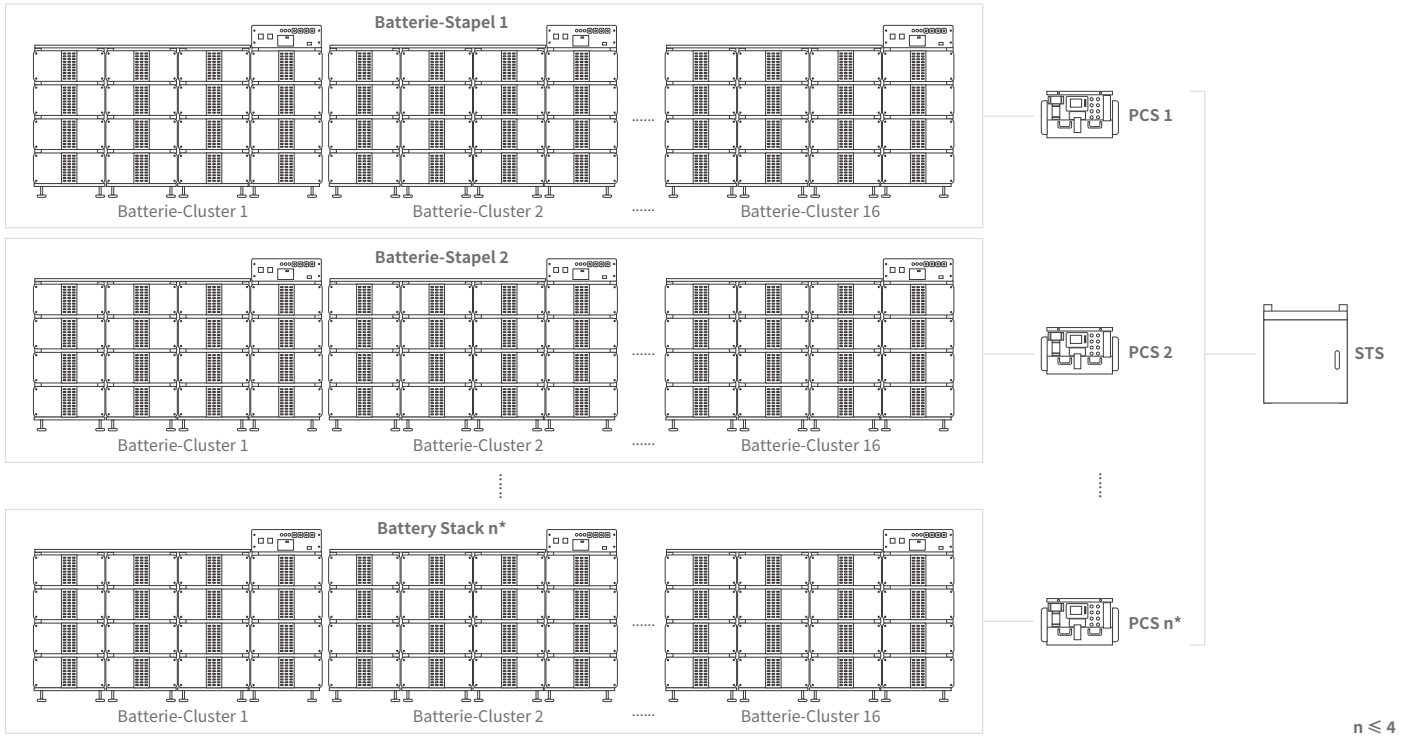 Batterie-Stapel 1
......
Batterie-Cluster 1
Batterie-Cluster 2
......
Batterie-Cluster 16
PCS 1
Batterie-Stapel 2
......
Batterie-Cluster 1
Batterie-Cluster 2
......
Batterie-Cluster 16
PCS 2
STS
......
......
Battery Stack n*
......
Batterie-Cluster 1
Batterie-Cluster 2
......
Batterie-Cluster 16
PCS n*
n ⩽ 4